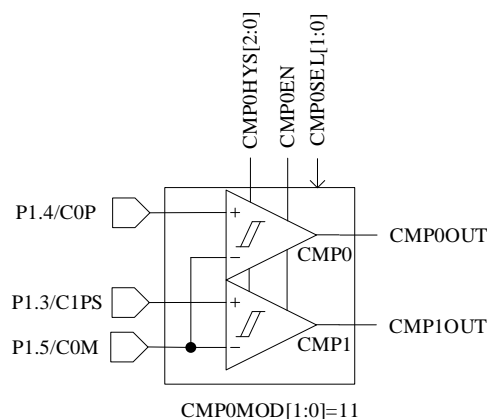 CMP0HYS[2:0]
CMP0EN
CMP0SEL[1:0]
P1.4/C0P
+
−
CMP0
CMP0OUT
P1.3/C1PS
+
P1.5/C0M
−
CMP1
CMP1OUT
CMP0MOD[1:0]=11